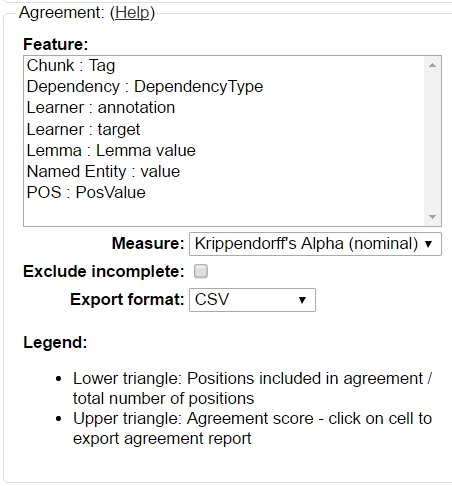 Agreement: (Help)
Feature:
Chunk : Tag
Dependency : DependencyType
Learner : annotation
Learner : target
Lemma : Lemma value
Named Entity : value
POS : PosValue
Measure: Krippendorff's Alpha (nominal)
Exclude incomplete:
Export format: CSV
Legend:
Lower triangle: Positions included in agreement /
total number of positions
Upper triangle: Agreement score - click on cell to
export agreement report